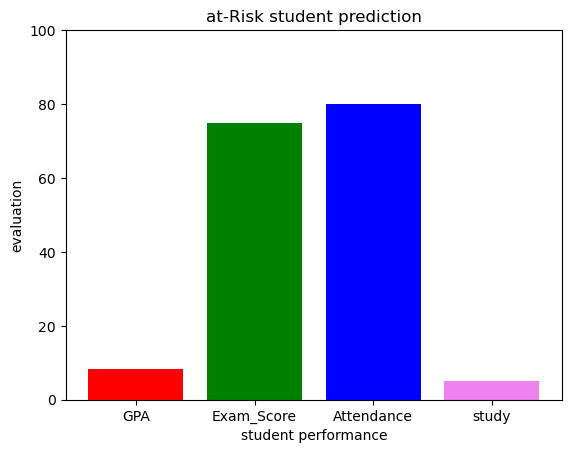 at-Risk student prediction
100
80
60
40
20
0
evaluation
GPA Exam_Score Attendance study
student performance